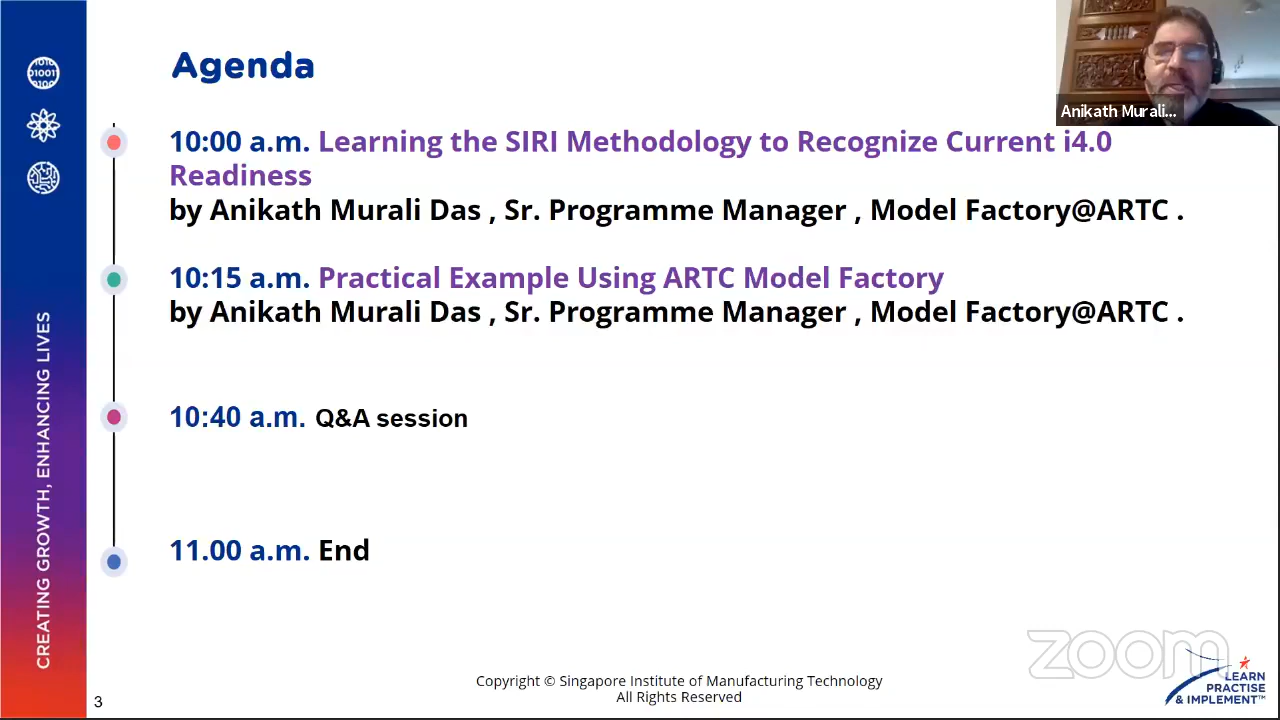 Agenda
Anikath Murali...
10:00 a.m. Learning the SIRI Methodology to Recognize Current i4.0
Readiness
by Anikath Murali Das , Sr. Programme Manager , Model Factory@ARTC .
10:15 a.m. Practical Example Using ARTC Model Factory
by Anikath Murali Das , Sr. Programme Manager , Model Factory@ARTC .
10:40 a.m. Q&A session
11.00 a.m. End
CREATING GROWTH, ENHANCING LIVES
zoom
Copyright © Singapore Institute of Manufacturing Technology
All Rights Reserved
LEARN
PRACTISE
& IMPLEMENT™
3